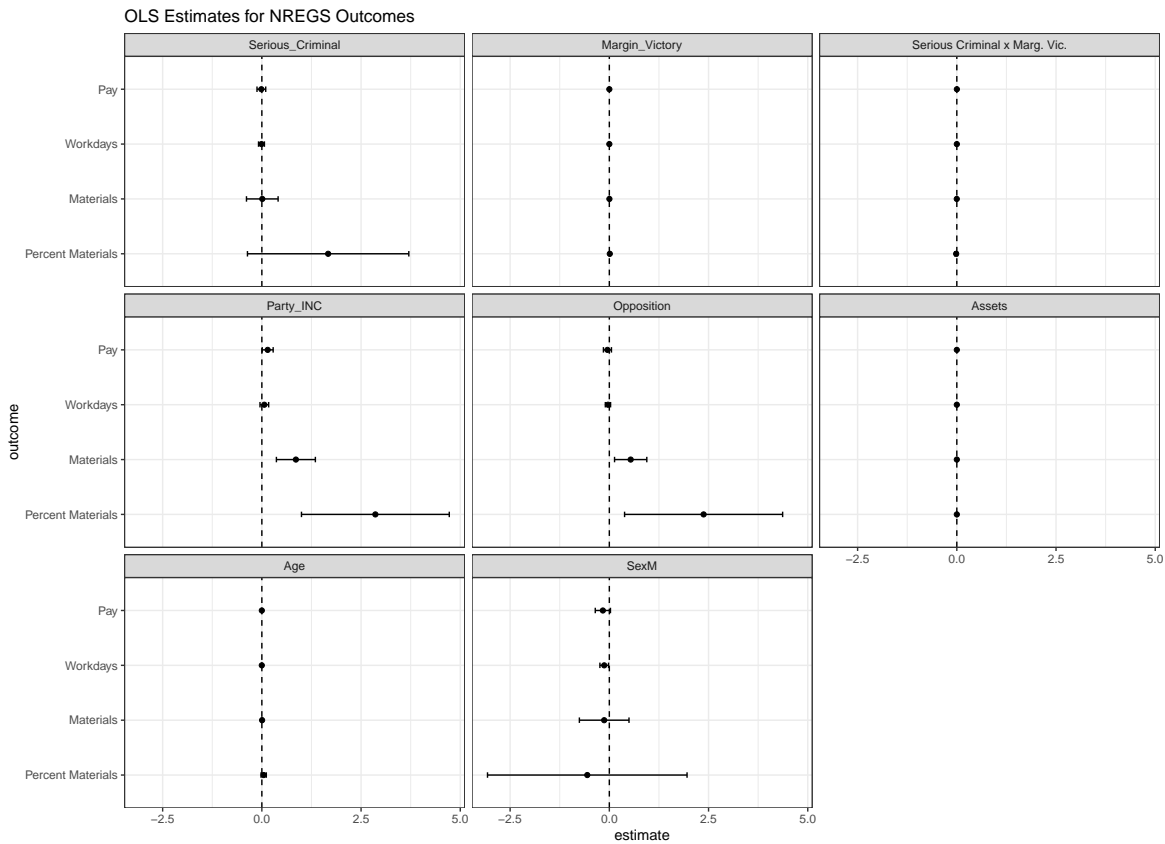 OLS Estimates for NREGS Outcomes
Serious_Criminal
Margin_Victory
Serious Criminal x Marg. Vic.
Pay
Workdays
Materials
Percent Materials
Party_INC
Opposition
Assets
Pay
Workdays
Materials
Percent Materials
outcome
−2.5 0.0 2.5 5.0
Age
SexM
Pay
Workdays
Materials
Percent Materials
−2.5 0.0 2.5 5.0
−2.5 0.0 2.5 5.0
estimate